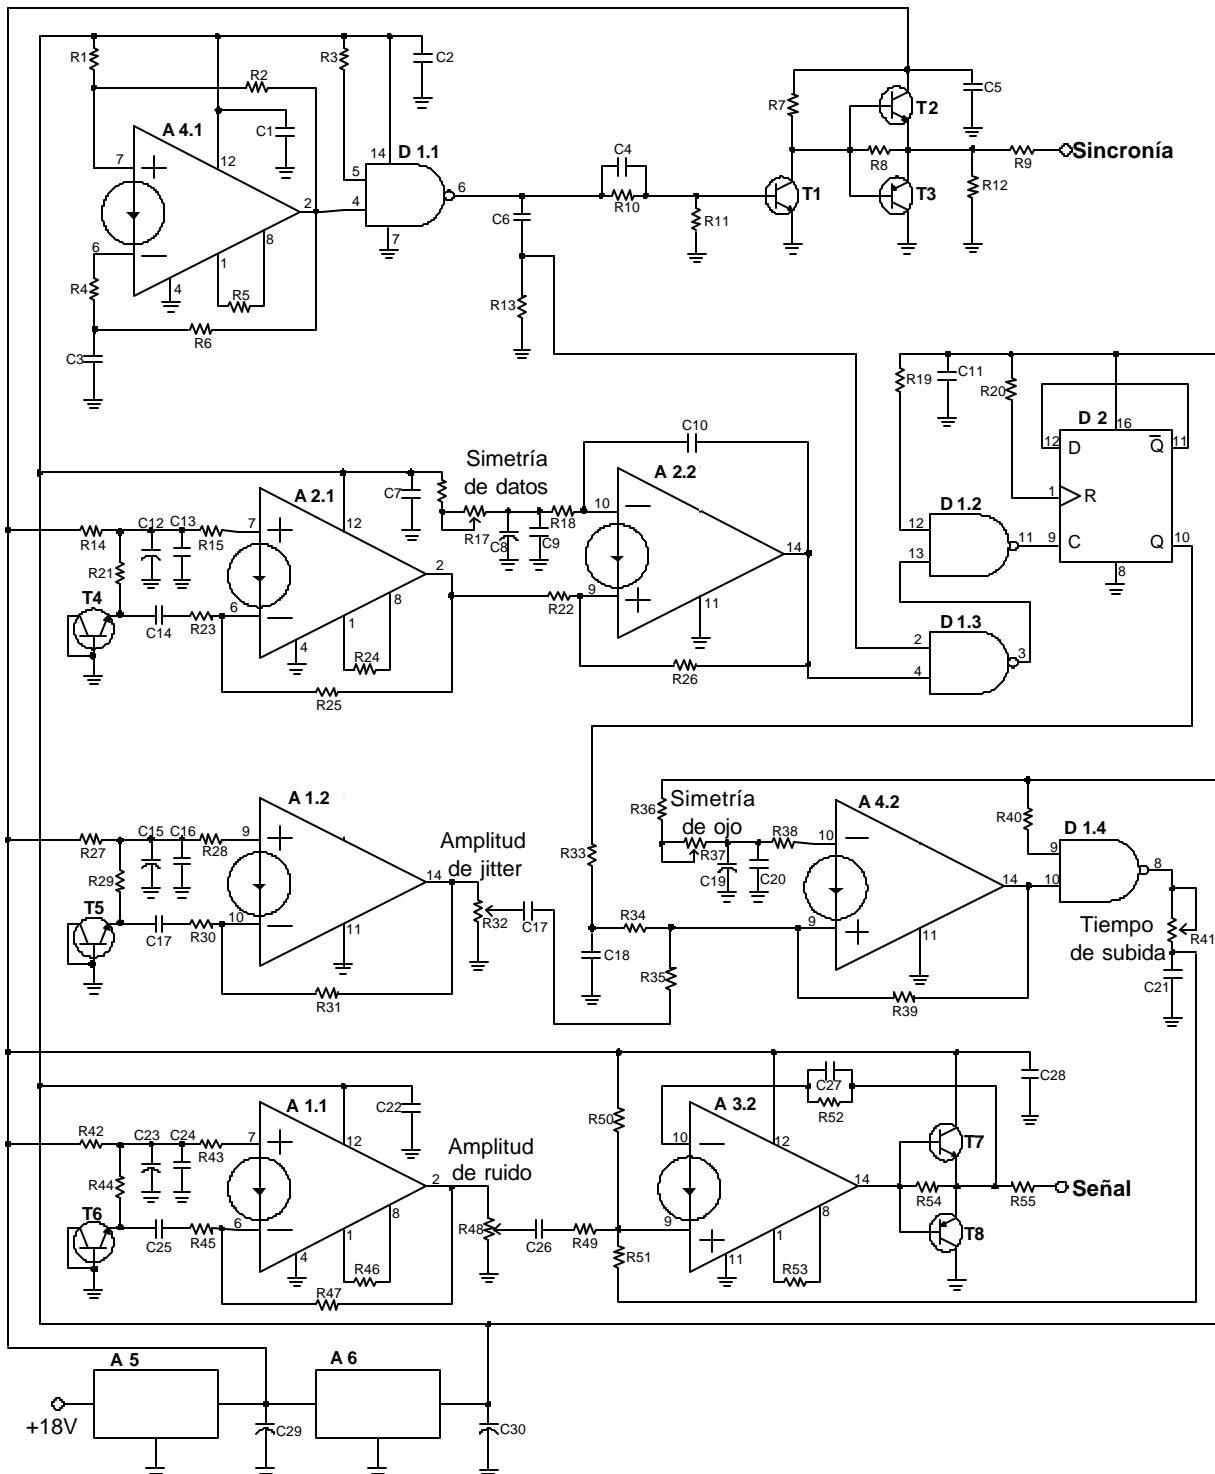 R1
R2
R3
C2
C1
A 4.1
7
12
2
6
8
1
4
R4
R5
R6
C3
D 1.1
14
5
4
6
7
C4
R10
R11
C6
R13
R7
T1
T2
T3
R8
C5
R12
R9
Sincronía
R14
C12
C13
R15
R21
T4
C14
R23
A 2.1
7
12
2
6
8
1
4
R24
R25
C7
Simetría
de datos
R17
C8
C9
R18
R22
C10
A 2.2
10
14
9
11
R26
R19
C11
R20
D 2
12
D
Q
11
16
1
R
9
C
Q
10
8
D 1.2
12
13
11
D 1.3
2
4
3
R27
C15
C16
R28
R29
T5
C17
R30
A 1.2
9
14
10
11
R31
Amplitud
de jitter
R32
C17
R33
C18
R34
R35
R36
Simetría
de ojo
R37
C19
C20
R38
A 4.2
10
14
9
11
R39
R40
D 1.4
9
10
8
Tiempo
de subida
R41
C21
R42
C23
C24
R43
R44
T6
C25
R45
A 1.1
7
12
2
6
8
1
4
R46
R47
C22
Amplitud
de ruido
R48
C26
R49
R50
R51
A 3.2
10
12
14
9
8
1
11
R53
C27
R52
C28
T7
T8
R54
R55
Señal
A 5
A 6
+18V
C29
C30